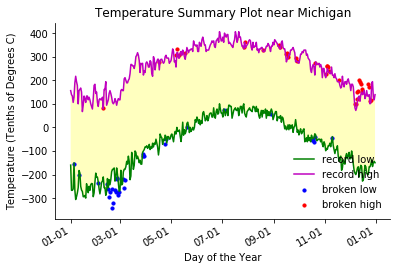 Temperature Summary Plot near Michigan
Temperature (Tenths of Degrees C)
400
300
200
100
0
−100
−200
−300
record low
record high
broken low
broken high
01-01
03-01
05-01
07-01
09-01
11-01
01-01
Day of the Year